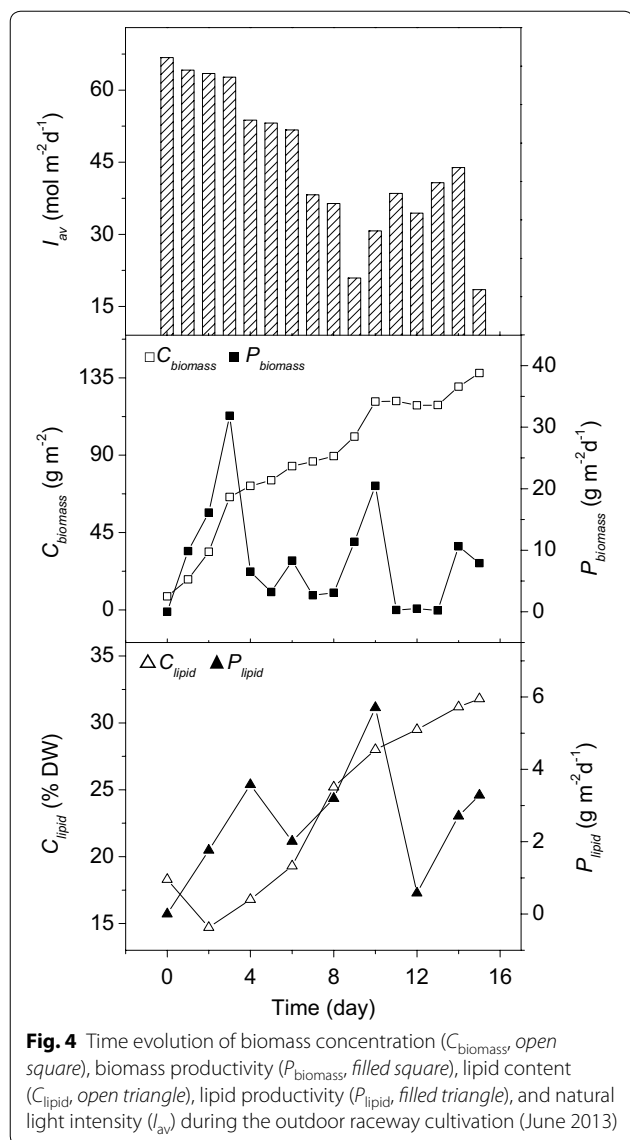 60
45
30
15
I_av (mol m⁻²d⁻¹)
C_biomass P_biomass
135
90
45
0
C_biomass (g m⁻²)
40
30
20
10
0
P_biomass (g m⁻²d⁻¹)
C_lipid P_lipid
35
30
25
20
15
C_lipid (% DW)
6
4
2
0
P_lipid (g m⁻²d⁻¹)
0 4 8 12 16
Time (day)
Fig. 4 Time evolution of biomass concentration (C_biomass, open
square), biomass productivity (P_biomass, filled square), lipid content
(C_lipid, open triangle), lipid productivity (P_lipid, filled triangle), and natural
light intensity (I_av) during the outdoor raceway cultivation (June 2013)